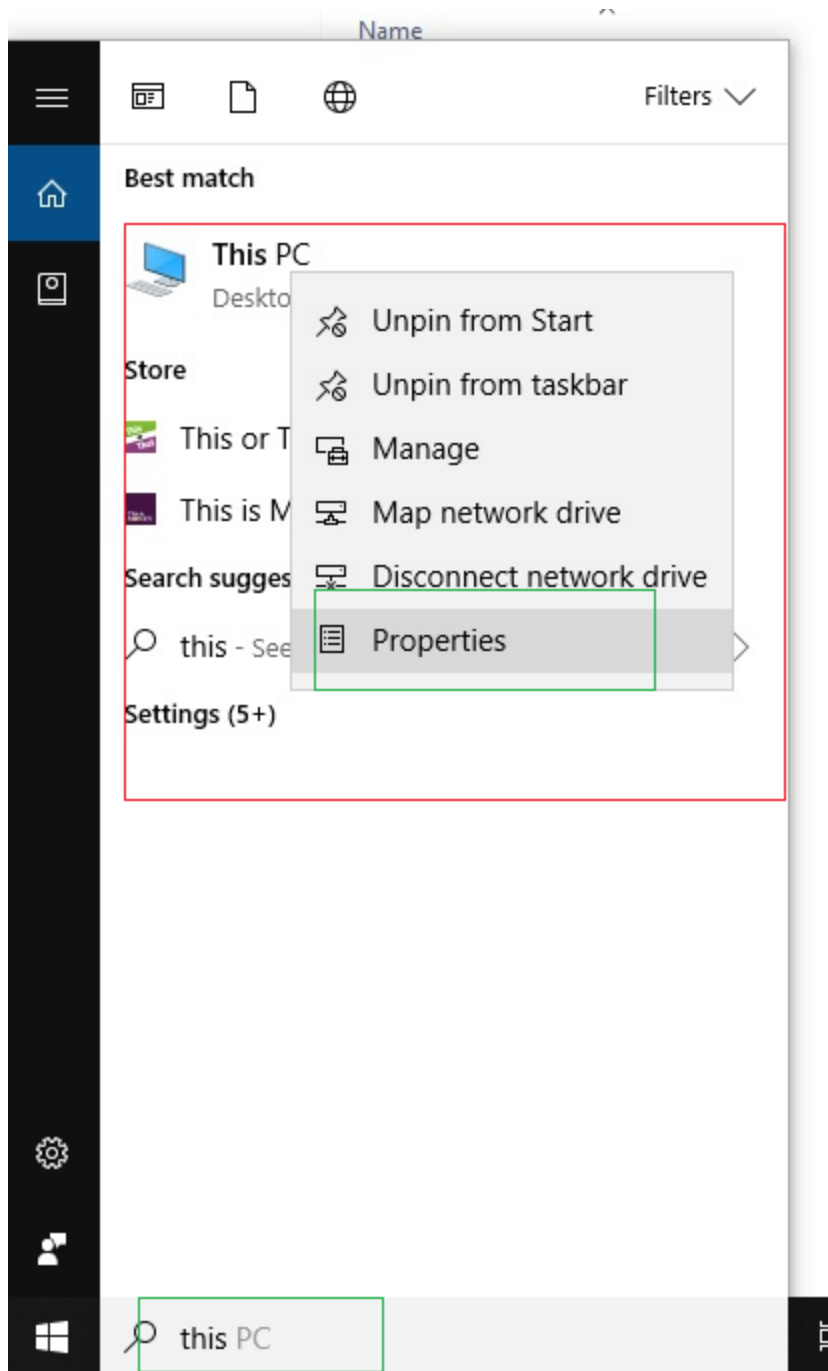 Name
Filters
Best match
This PC
Deskto
Unpin from Start
Store
Unpin from taskbar
This or T
Manage
This is M
Map network drive
Search sugges
Disconnect network drive
this - See
Properties
Settings (5+)
this PC